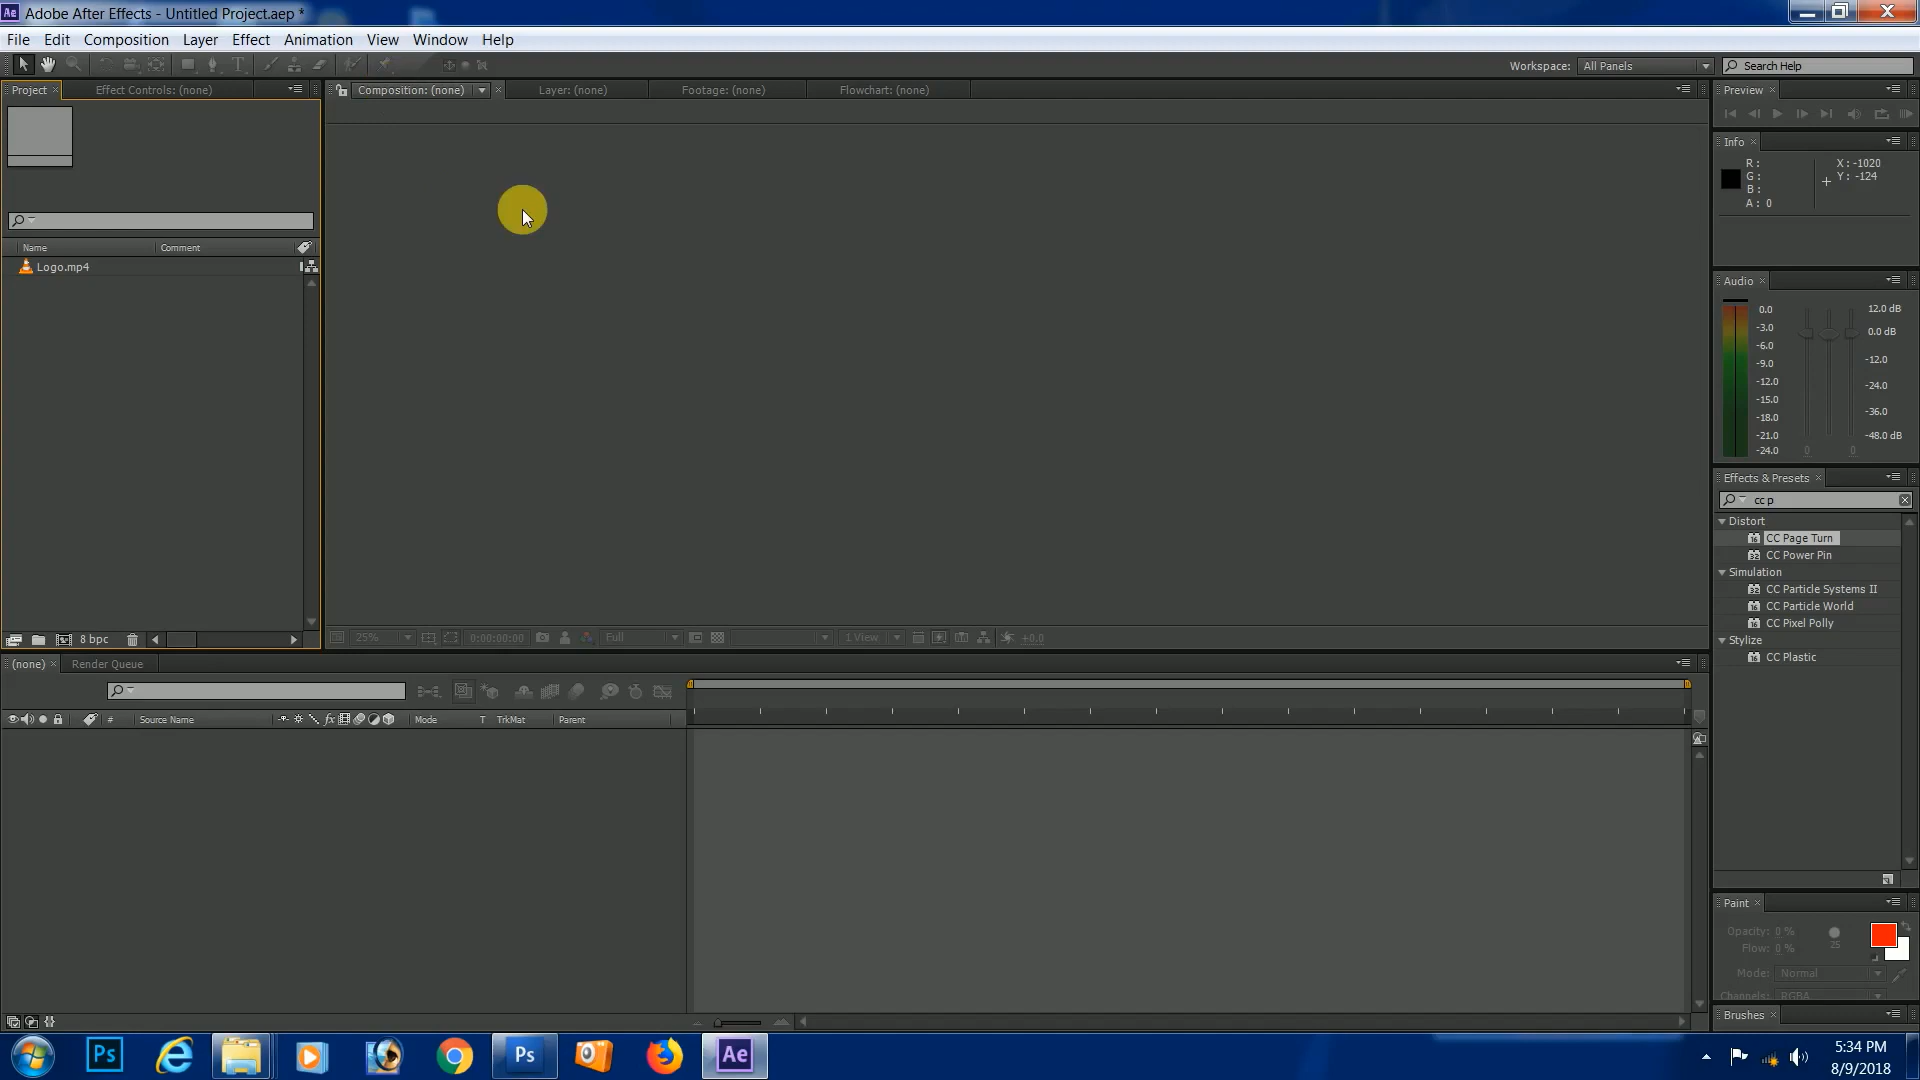 Adobe After Effects - Untitled Project.aep *
File Edit Composition Layer Effect Animation View Window Help
Workspace: All Panels Search Help
Project Effect Controls: (none) Composition: (none) Layer: (none) Footage: (none) Flowchart: (none)
Preview
Info
R :
G :
B :
A : 0
X : -1020
Y : -124
Name Comment
Logo.mp4
Audio
0.0
-3.0
-6.0
-9.0
-12.0
-15.0
-18.0
-21.0
-24.0
12.0 dB
0.0 dB
-12.0
-24.0
-36.0
-48.0 dB
0 0
Effects & Presets
cc p
Distort
CC Page Turn
CC Power Pin
Simulation
CC Particle Systems II
CC Particle World
CC Pixel Polly
Stylize
CC Plastic
8 bpc
25% 0:00:00:00 Full 1 View +0.0
(none) Render Queue
# Source Name fx Mode T TrkMat Parent
Paint
Opacity: 0 %
Flow: 0 %
25
Mode: Normal
Channels: RGBA
Brushes
Ps Ps Ae
5:34 PM
8/9/2018